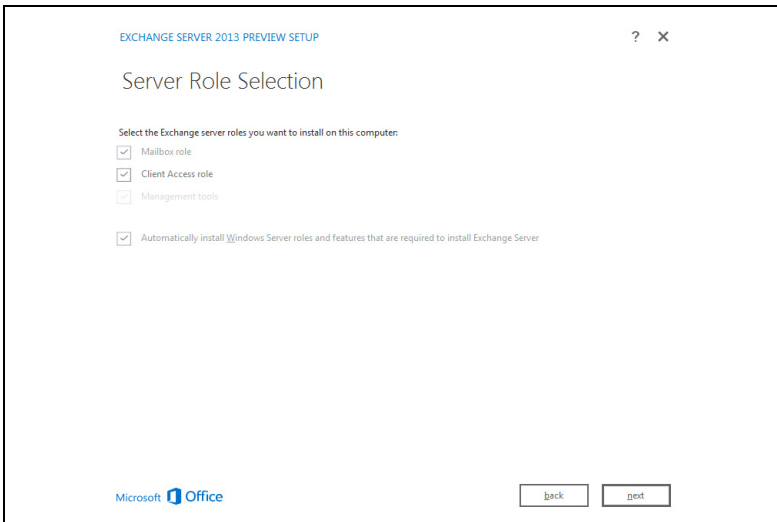 EXCHANGE SERVER 2013 PREVIEW SETUP ? ✕
Server Role Selection
Select the Exchange server roles you want to install on this computer:
Mailbox role
Client Access role
Management tools
Automatically install Windows Server roles and features that are required to install Exchange Server
Microsoft Office back next